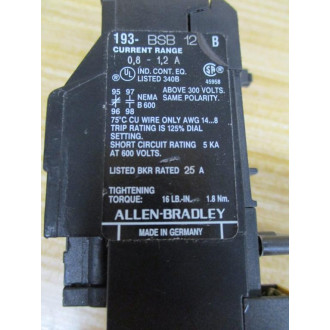 193- BSB 12 B
CURRENT RANGE
0,8 - 1,2 A
UL IND. CONT. EQ.
LISTED 340B
SA
45958
95 97
96 98
NEMA
B 600
ABOVE 300 VOLTS.
SAME POLARITY.
75°C CU WIRE ONLY AWG 14...8
TRIP RATING IS 125% DIAL
SETTING.
SHORT CIRCUIT RATING 5 KA
AT 600 VOLTS.
LISTED BKR RATED 25 A
TIGHTENING
TORQUE: 16 LB.-IN. 1.8 Nm.
ALLEN-BRADLEY
MADE IN GERMANY